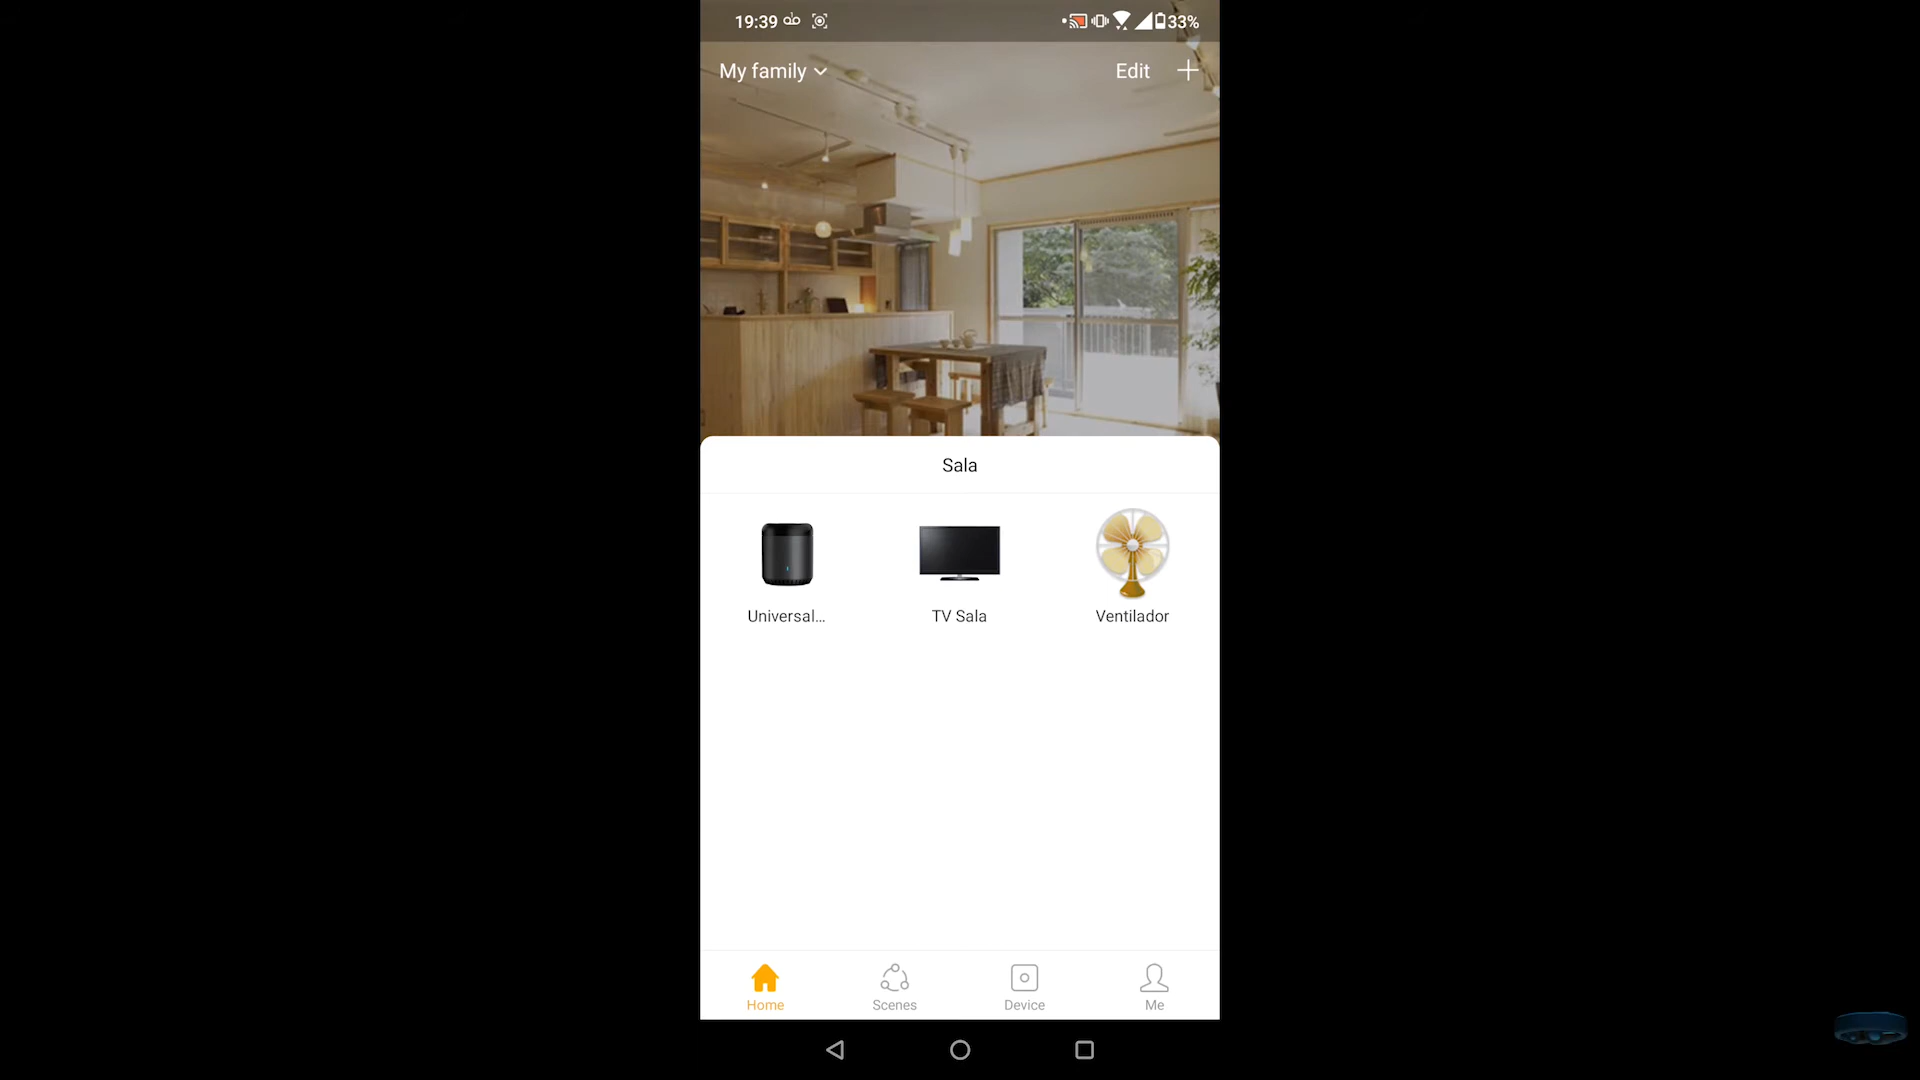 19:39 33%
My family Edit
Sala
Universal... TV Sala Ventilador
Home Scenes Device Me